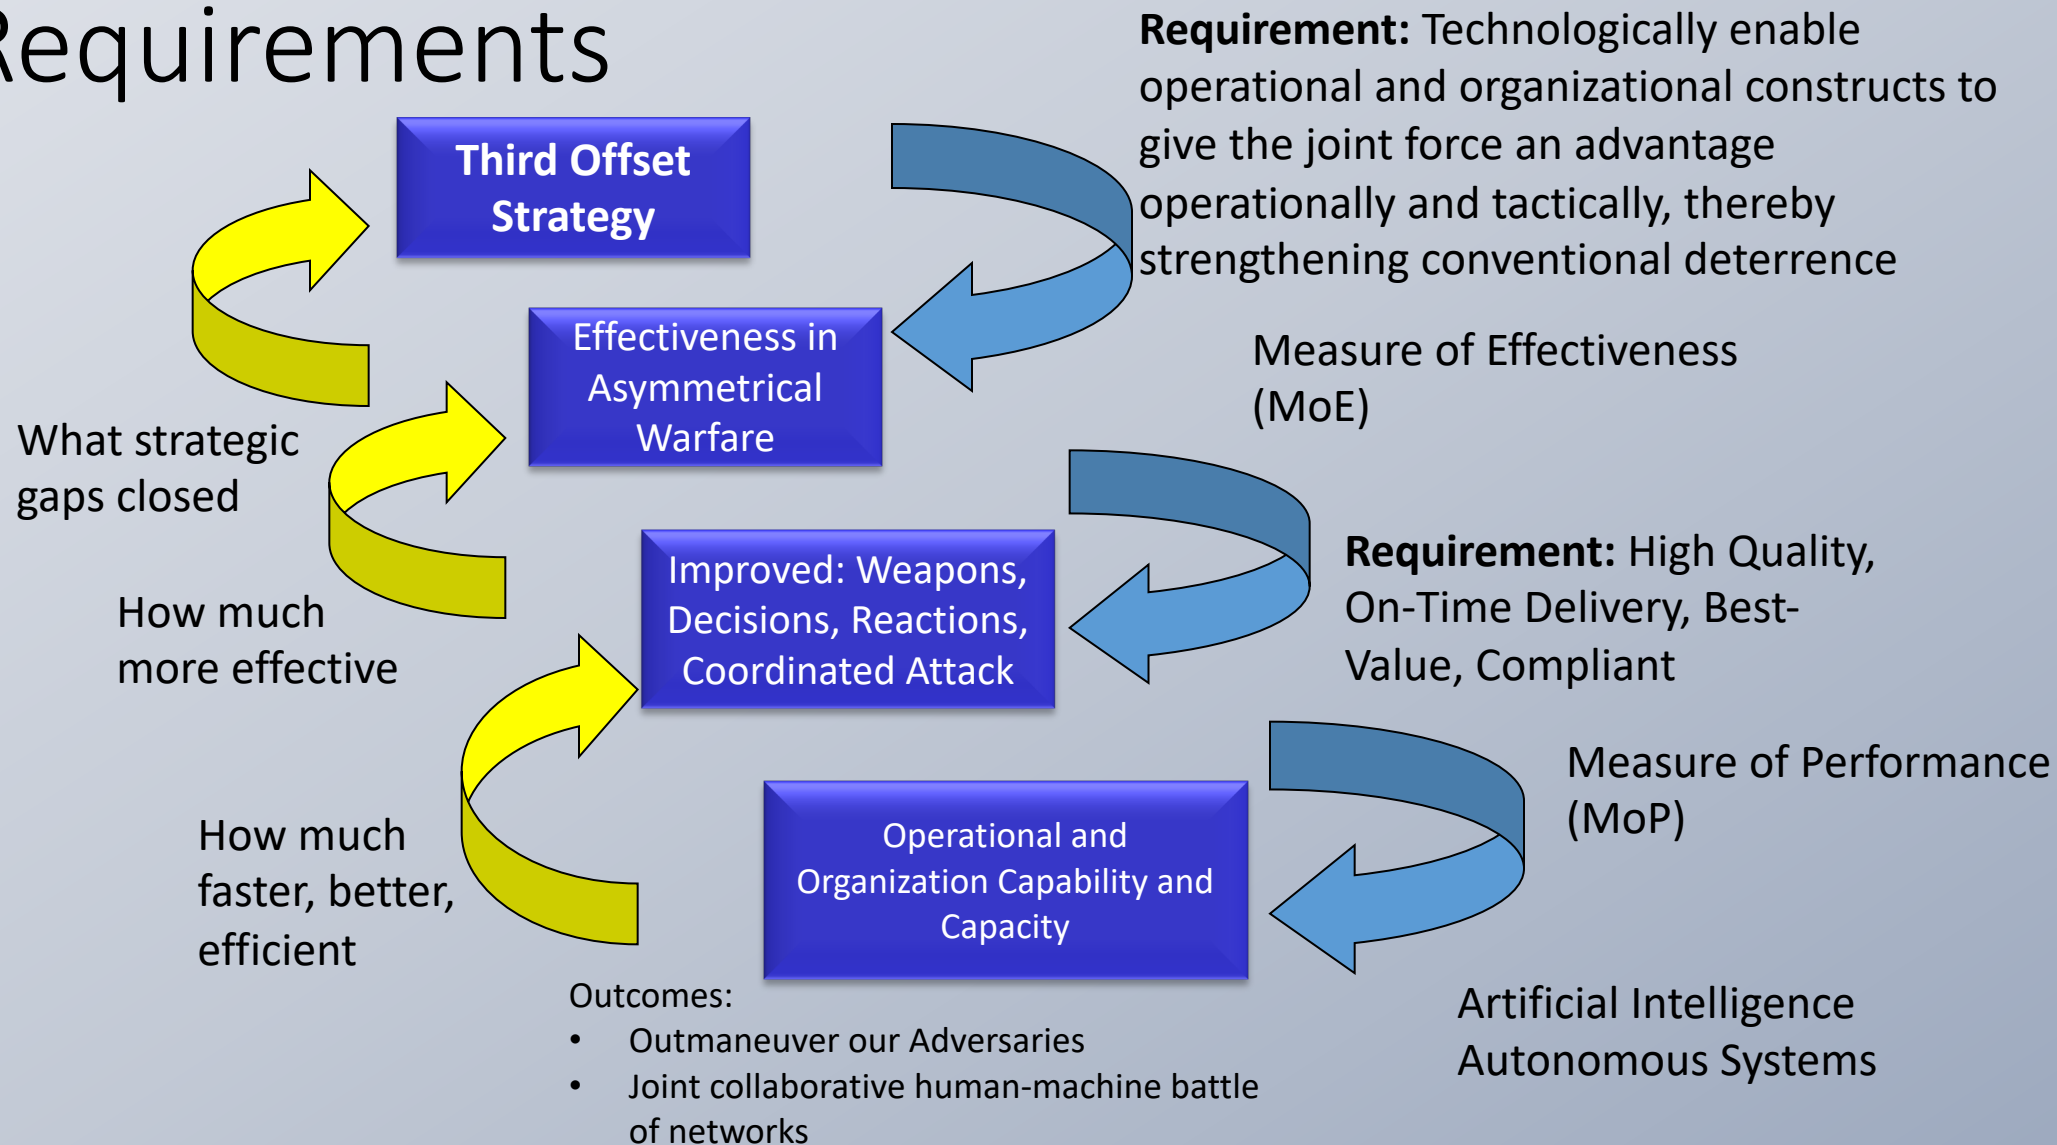 Requirements
Requirement: Technologically enable
operational and organizational constructs to
give the joint force an advantage
operationally and tactically, thereby
strengthening conventional deterrence
Third Offset
Strategy
Effectiveness in
Asymmetrical
Warfare
Measure of Effectiveness
(MoE)
What strategic
gaps closed
Improved: Weapons,
Decisions, Reactions,
Coordinated Attack
Requirement: High Quality,
On-Time Delivery, Best-
Value, Compliant
How much
more effective
Measure of Performance
(MoP)
Operational and
Organization Capability and
Capacity
How much
faster, better,
efficient
Outcomes:
• Outmaneuver our Adversaries
• Joint collaborative human-machine battle
of networks
Artificial Intelligence
Autonomous Systems